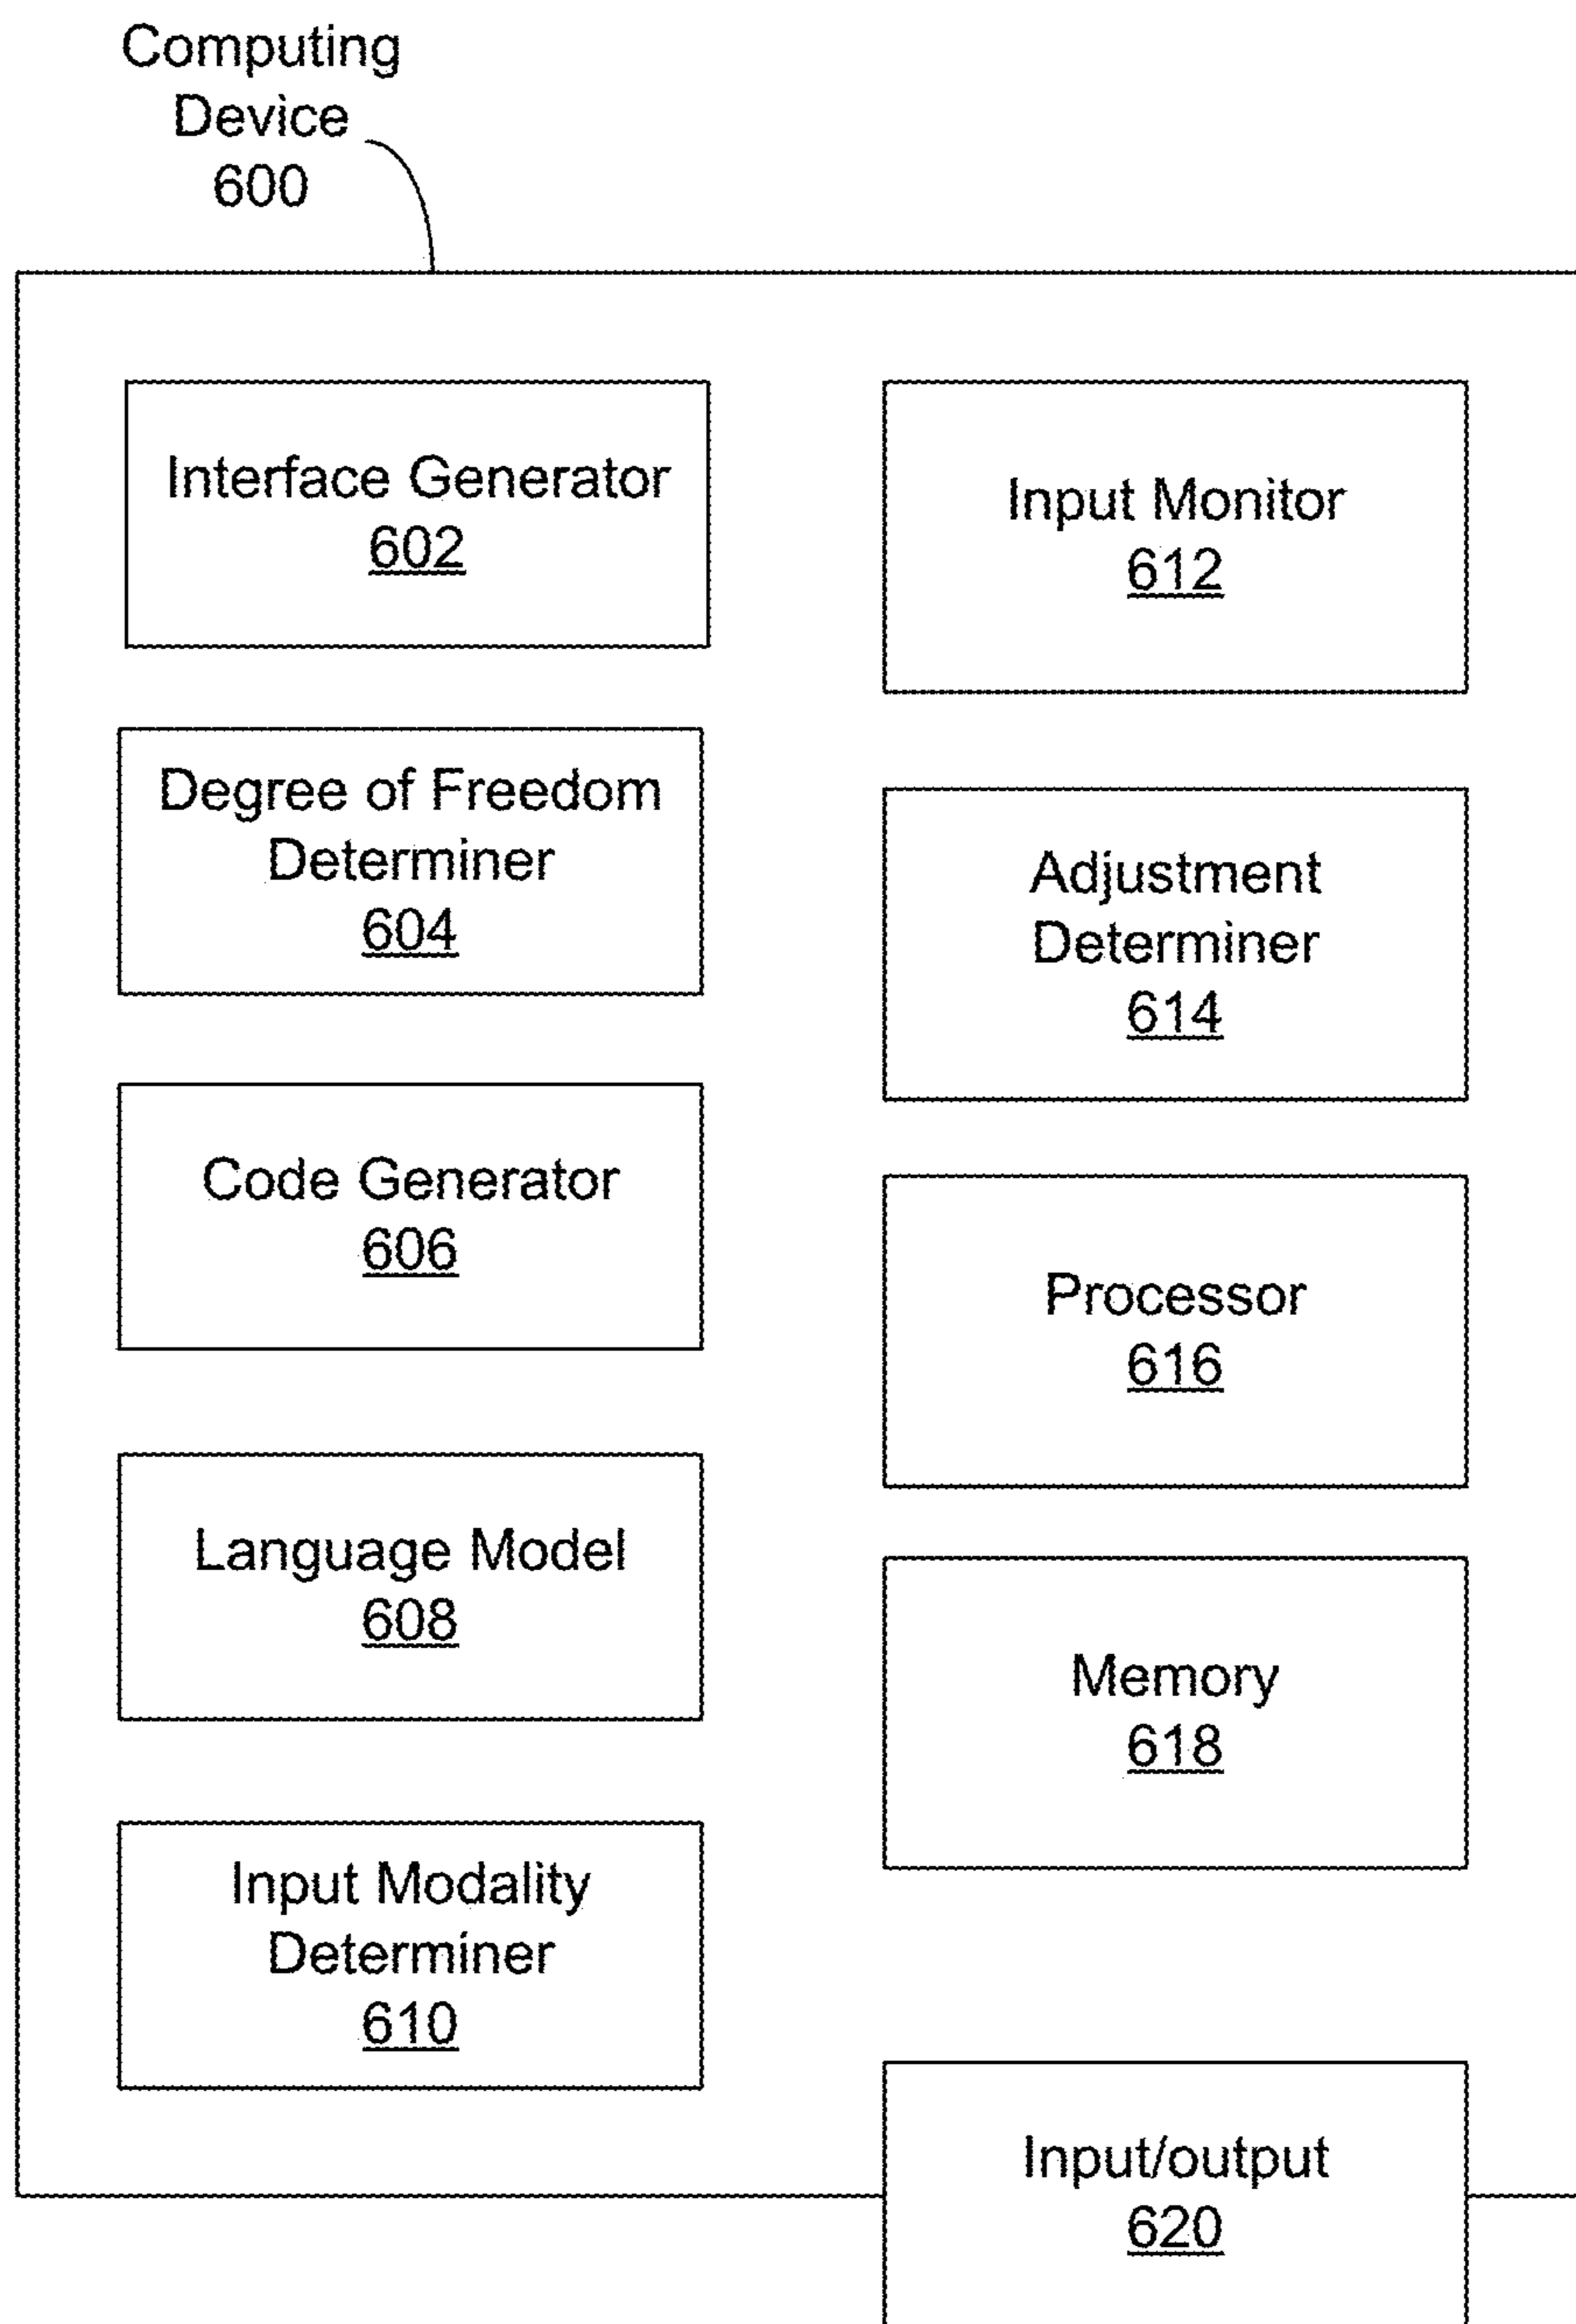 Computing
Device
600
Interface Generator
602
Degree of Freedom
Determiner
604
Code Generator
606
Language Model
608
Input Modality
Determiner
610
Input Monitor
612
Adjustment
Determiner
614
Processor
616
Memory
618
Input/output
620